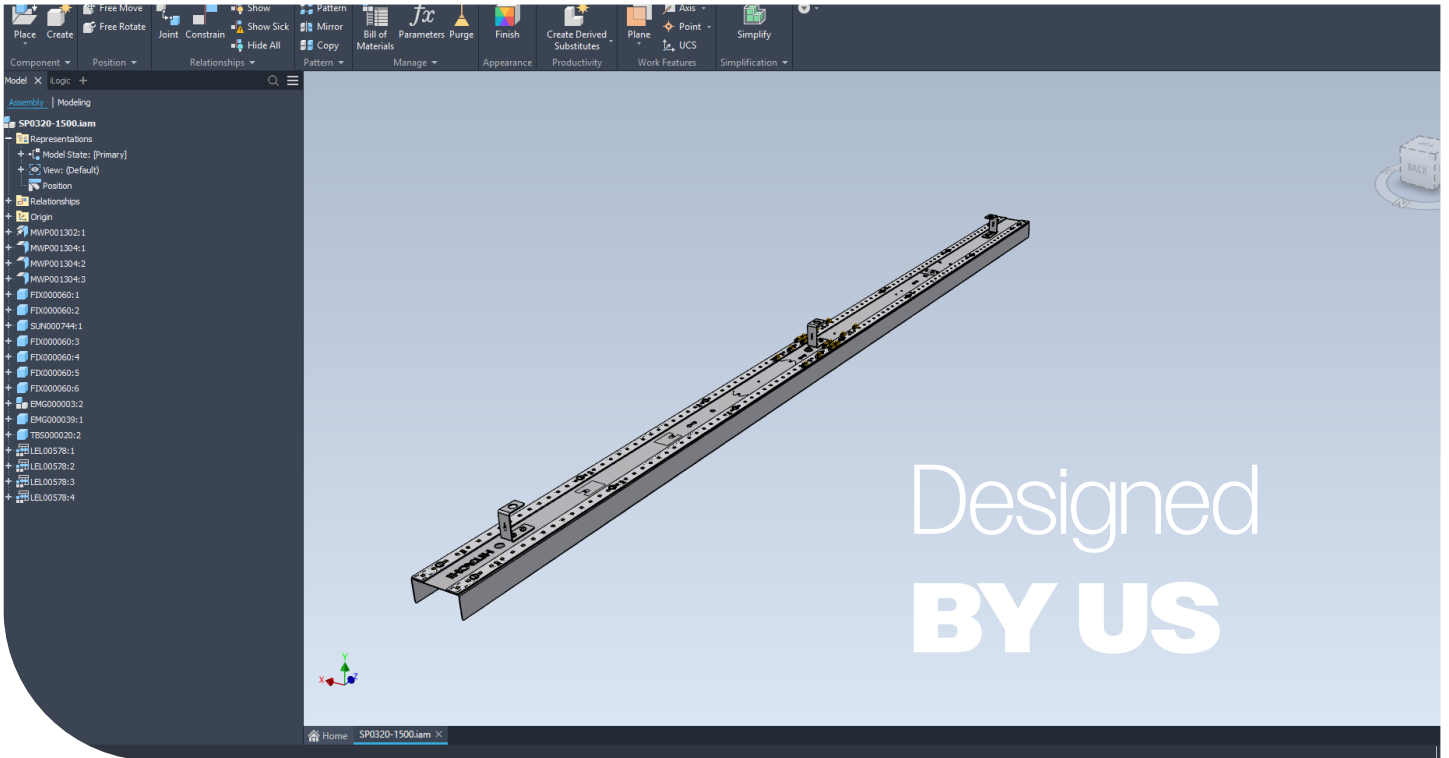 Place
Create
Free Move
Free Rotate
Joint
Constrain
Show
Show Sick
Hide All
Pattern
Mirror
Copy
Bill of
Materials
fx
Parameters
Purge
Finish
Create Derived
Substitutes
Plane
Axis
Point
UCS
Simplify
Component
Position
Relationships
Pattern
Manage
Appearance
Productivity
Work Features
Simplification
Model
iLogic
Assembly | Modeling
SP0320-1500.iam
Representations
Model State: [Primary]
View: (Default)
Position
Relationships
Origin
MWP001302:1
MWP001304:1
MWP001304:2
MWP001304:3
FIX000060:1
FIX000060:2
SUN000744:1
FIX000060:3
FIX000060:4
FIX000060:5
FIX000060:6
EMG000003:2
EMG000039:1
TBS000020:2
LEL00578:1
LEL00578:2
LEL00578:3
LEL00578:4
BACK
Designed
BY US
Y
X
Z
Home
SP0320-1500.iam